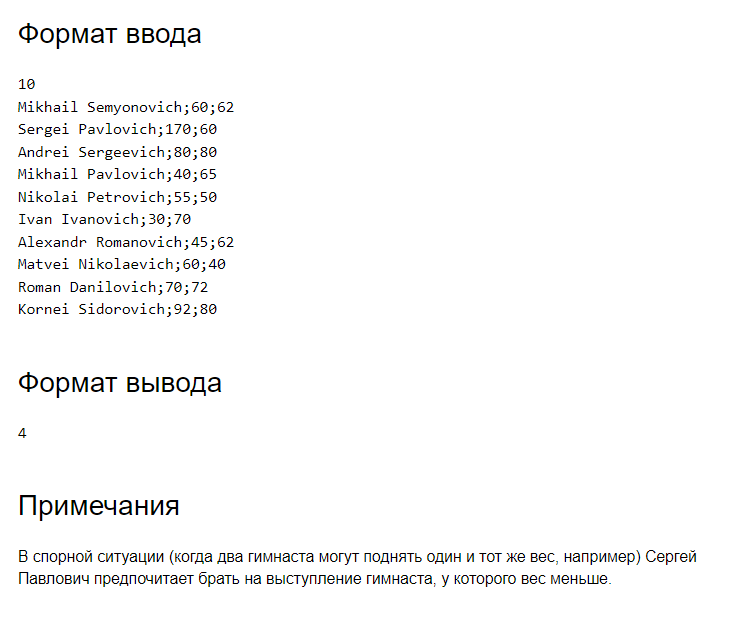 Формат ввода
10
Mikhail Semyonovich;60;62
Sergei Pavlovich;170;60
Andrei Sergeevich;80;80
Mikhail Pavlovich;40;65
Nikolai Petrovich;55;50
Ivan Ivanovich;30;70
Alexandr Romanovich;45;62
Matvei Nikolaevich;60;40
Roman Danilovich;70;72
Kornei Sidorovich;92;80
Формат вывода
4
Примечания
В спорной ситуации (когда два гимнаста могут поднять один и тот же вес, например) Сергей
Павлович предпочитает брать на выступление гимнаста, у которого вес меньше.